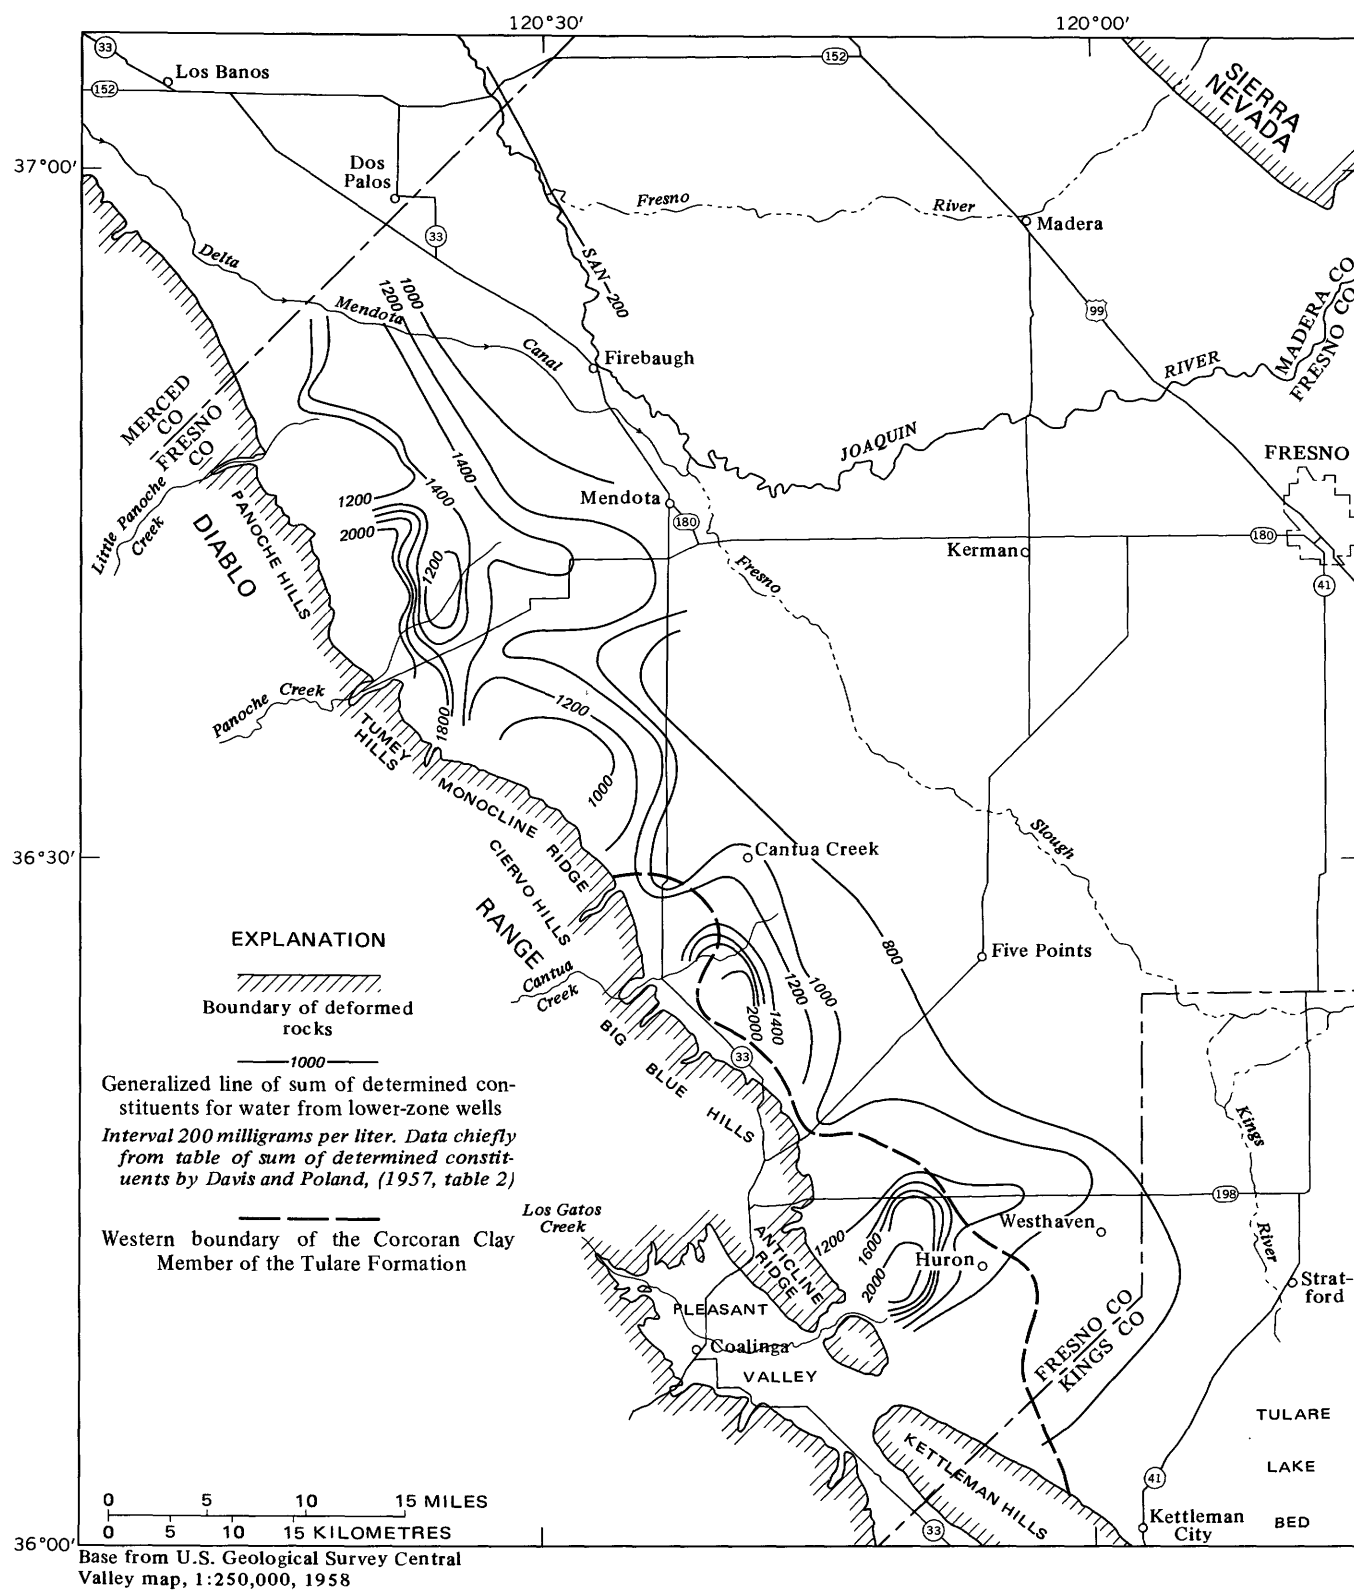 120°30'
120°00'
33
Los Banos
152
152
SIERRA
NEVADA
37°00'
Dos
Palos
33
Fresno
River
Madera
Delta
Mendota
Canal
1200
1000
SAN—200
Firebaugh
99
MADERA CO
FRESNO CO
RIVER
JOAQUIN
MERCED
CO
FRESNO
CO
FRESNO
Little Panoche
Creek
PANOCHE HILLS
DIABLO
1400
1400
1200
2000
1200
Mendota
180
180
Kerman
41
Fresno
Panoche Creek
TUMEY
HILLS
1800
1200
1000
MONOCLINE RIDGE
CIERVO HILLS
RANGE
36°30'
Cantua Creek
Slough
800
Five Points
Cantua
Creek
1200
1000
2000
1400
33
BIG BLUE HILLS
EXPLANATION
Boundary of deformed
rocks
1000
Generalized line of sum of determined con-
stituents for water from lower-zone wells
Interval 200 milligrams per liter. Data chiefly
from table of sum of determined constit-
uents by Davis and Poland, (1957, table 2)
Western boundary of the Corcoran Clay
Member of the Tulare Formation
Kings
River
198
Los Gatos
Creek
ANTICLINE
RIDGE
1200
1600
2000
Westhaven
Huron
Strat-
ford
PLEASANT
VALLEY
Coalinga
FRESNO CO
KINGS CO
TULARE
LAKE
BED
KETTLEMAN HILLS
41
33
Kettleman
City
0 5 10 15 MILES
0 5 10 15 KILOMETRES
36°00'
Base from U.S. Geological Survey Central
Valley map, 1:250,000, 1958